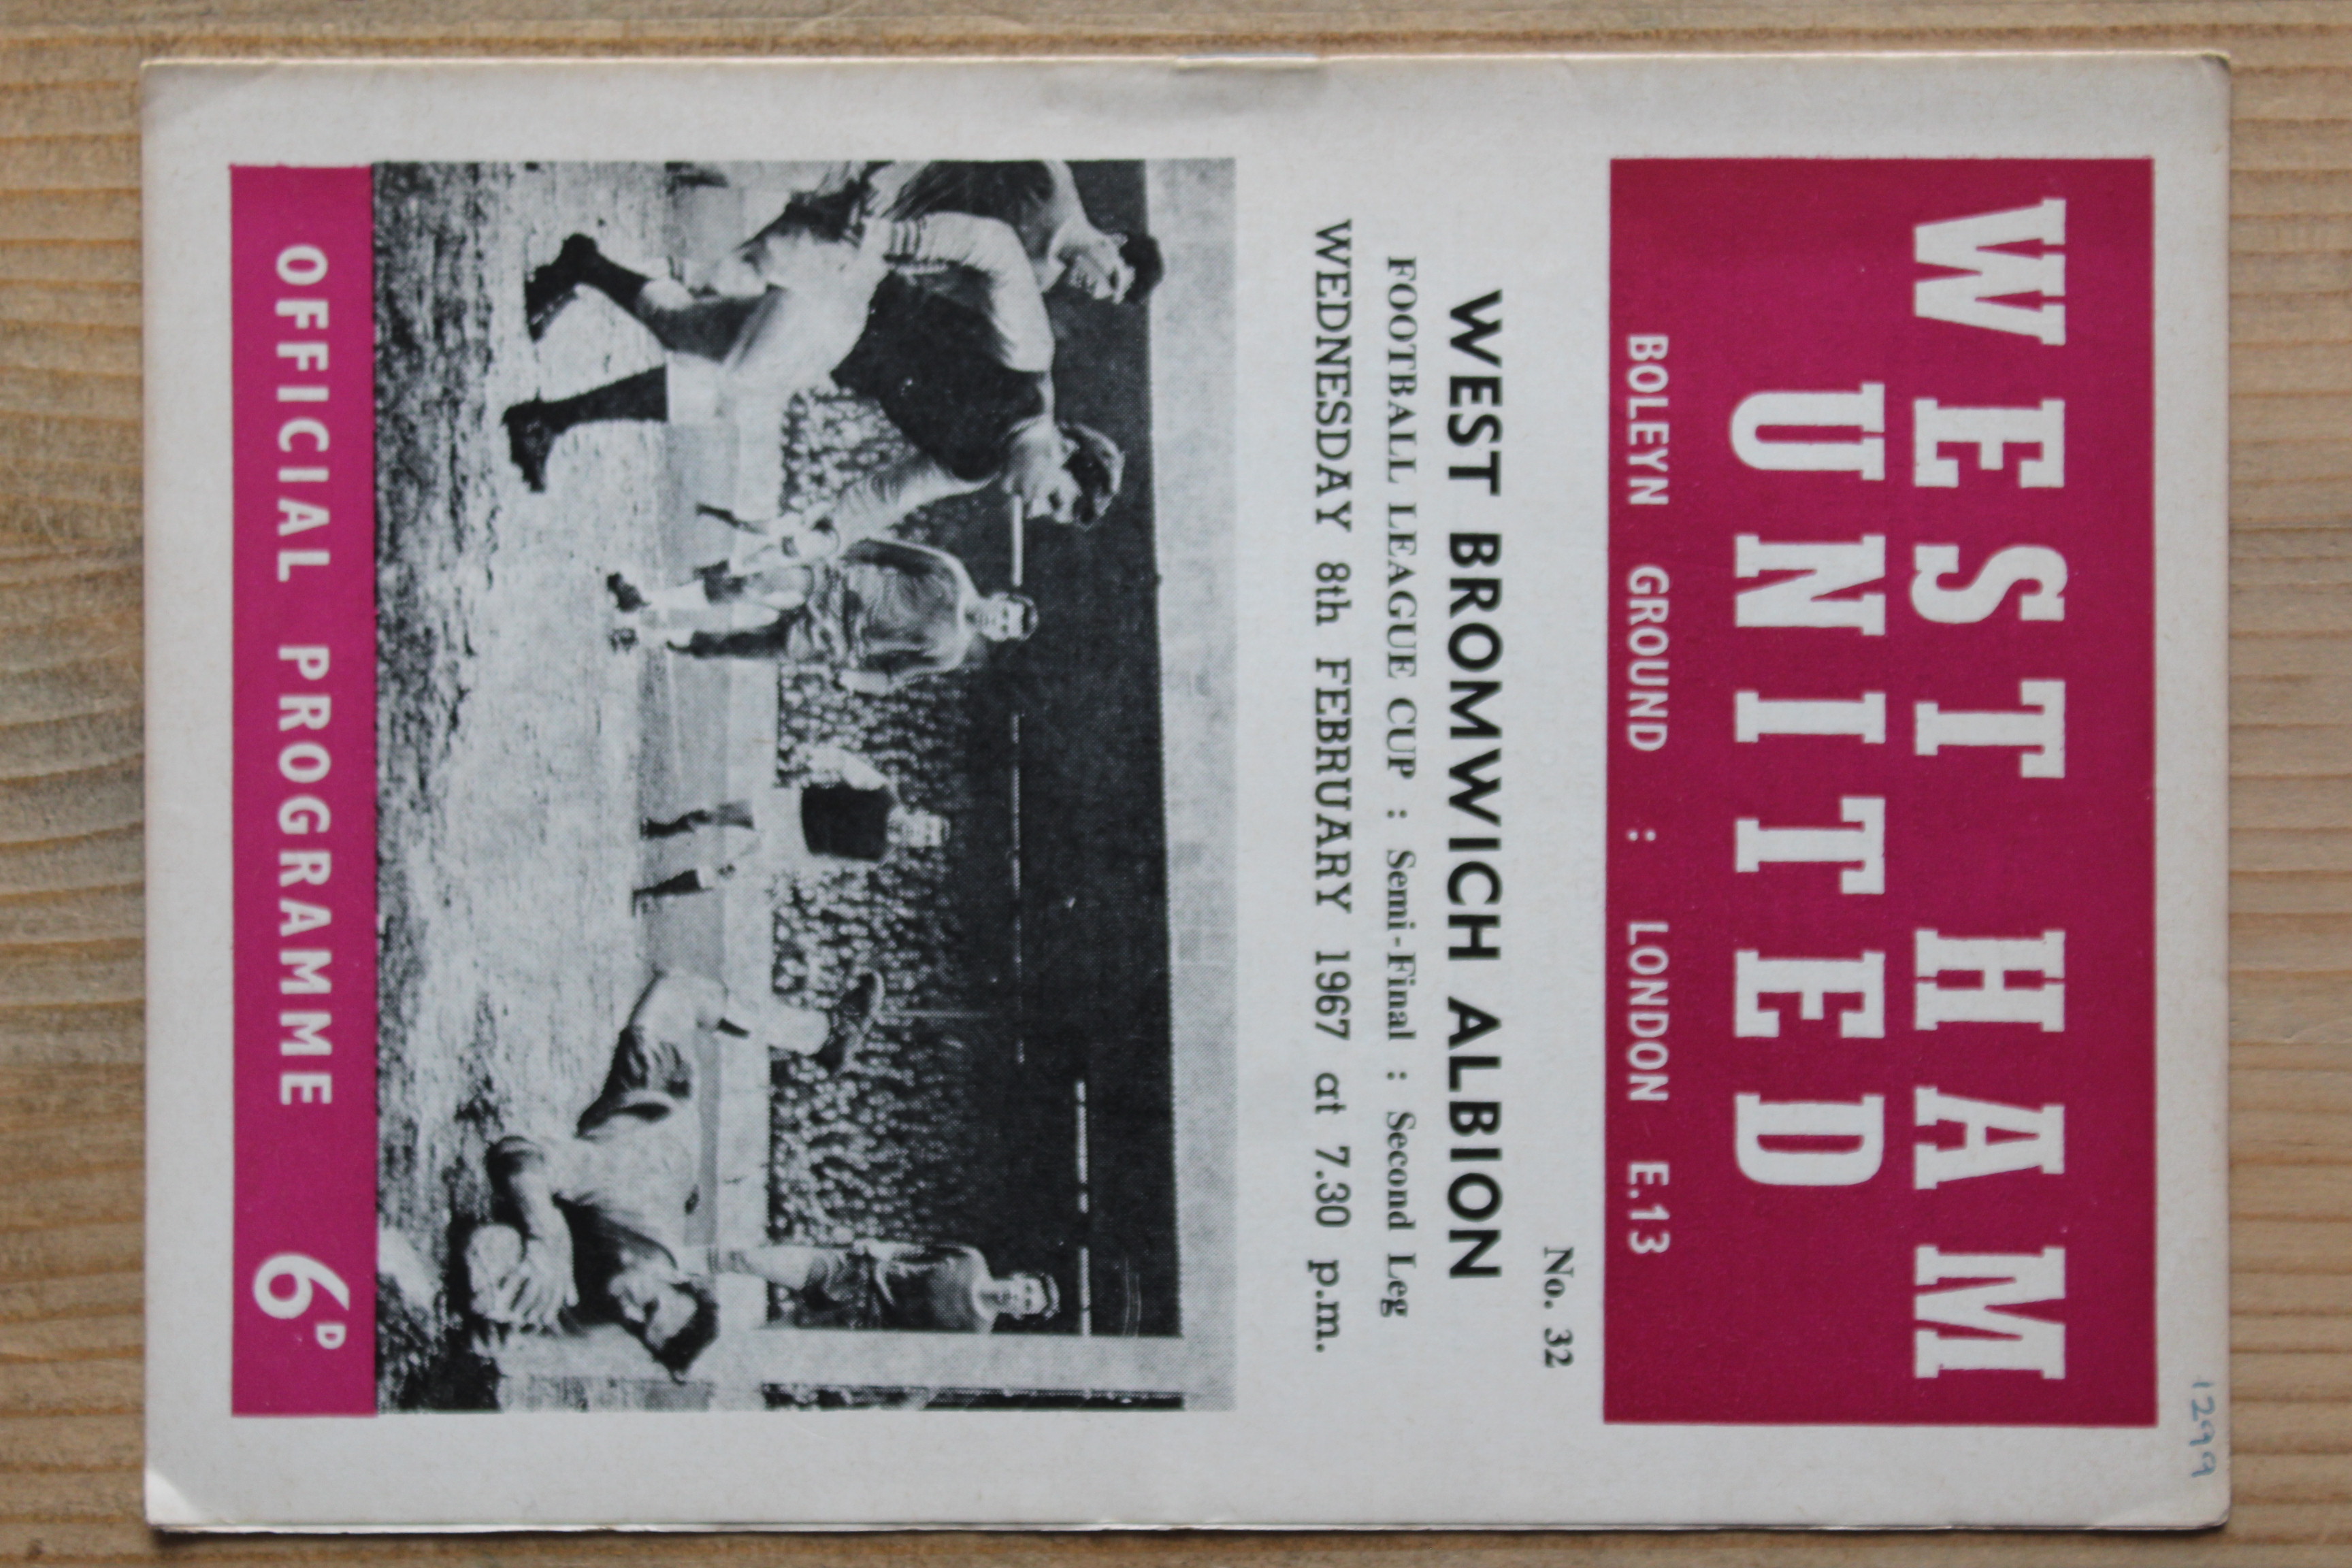 1299
WEST HAM
UNITED
BOLEYN GROUND : LONDON E.13
No. 32
WEST BROMWICH ALBION
FOOTBALL LEAGUE CUP : Semi-Final : Second Leg
WEDNESDAY 8th FEBRUARY 1967 at 7.30 p.m.
OFFICIAL PROGRAMME 6D